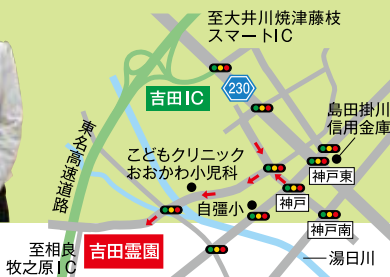 至大井川焼津藤枝
スマートIC
230
吉田IC
島田掛川
信用金庫
東名高速道路
こどもクリニック
おおかわ小児科
神戸東
神戸
自彊小
神戸南
至相良
牧之原IC
吉田霊園
湯日川